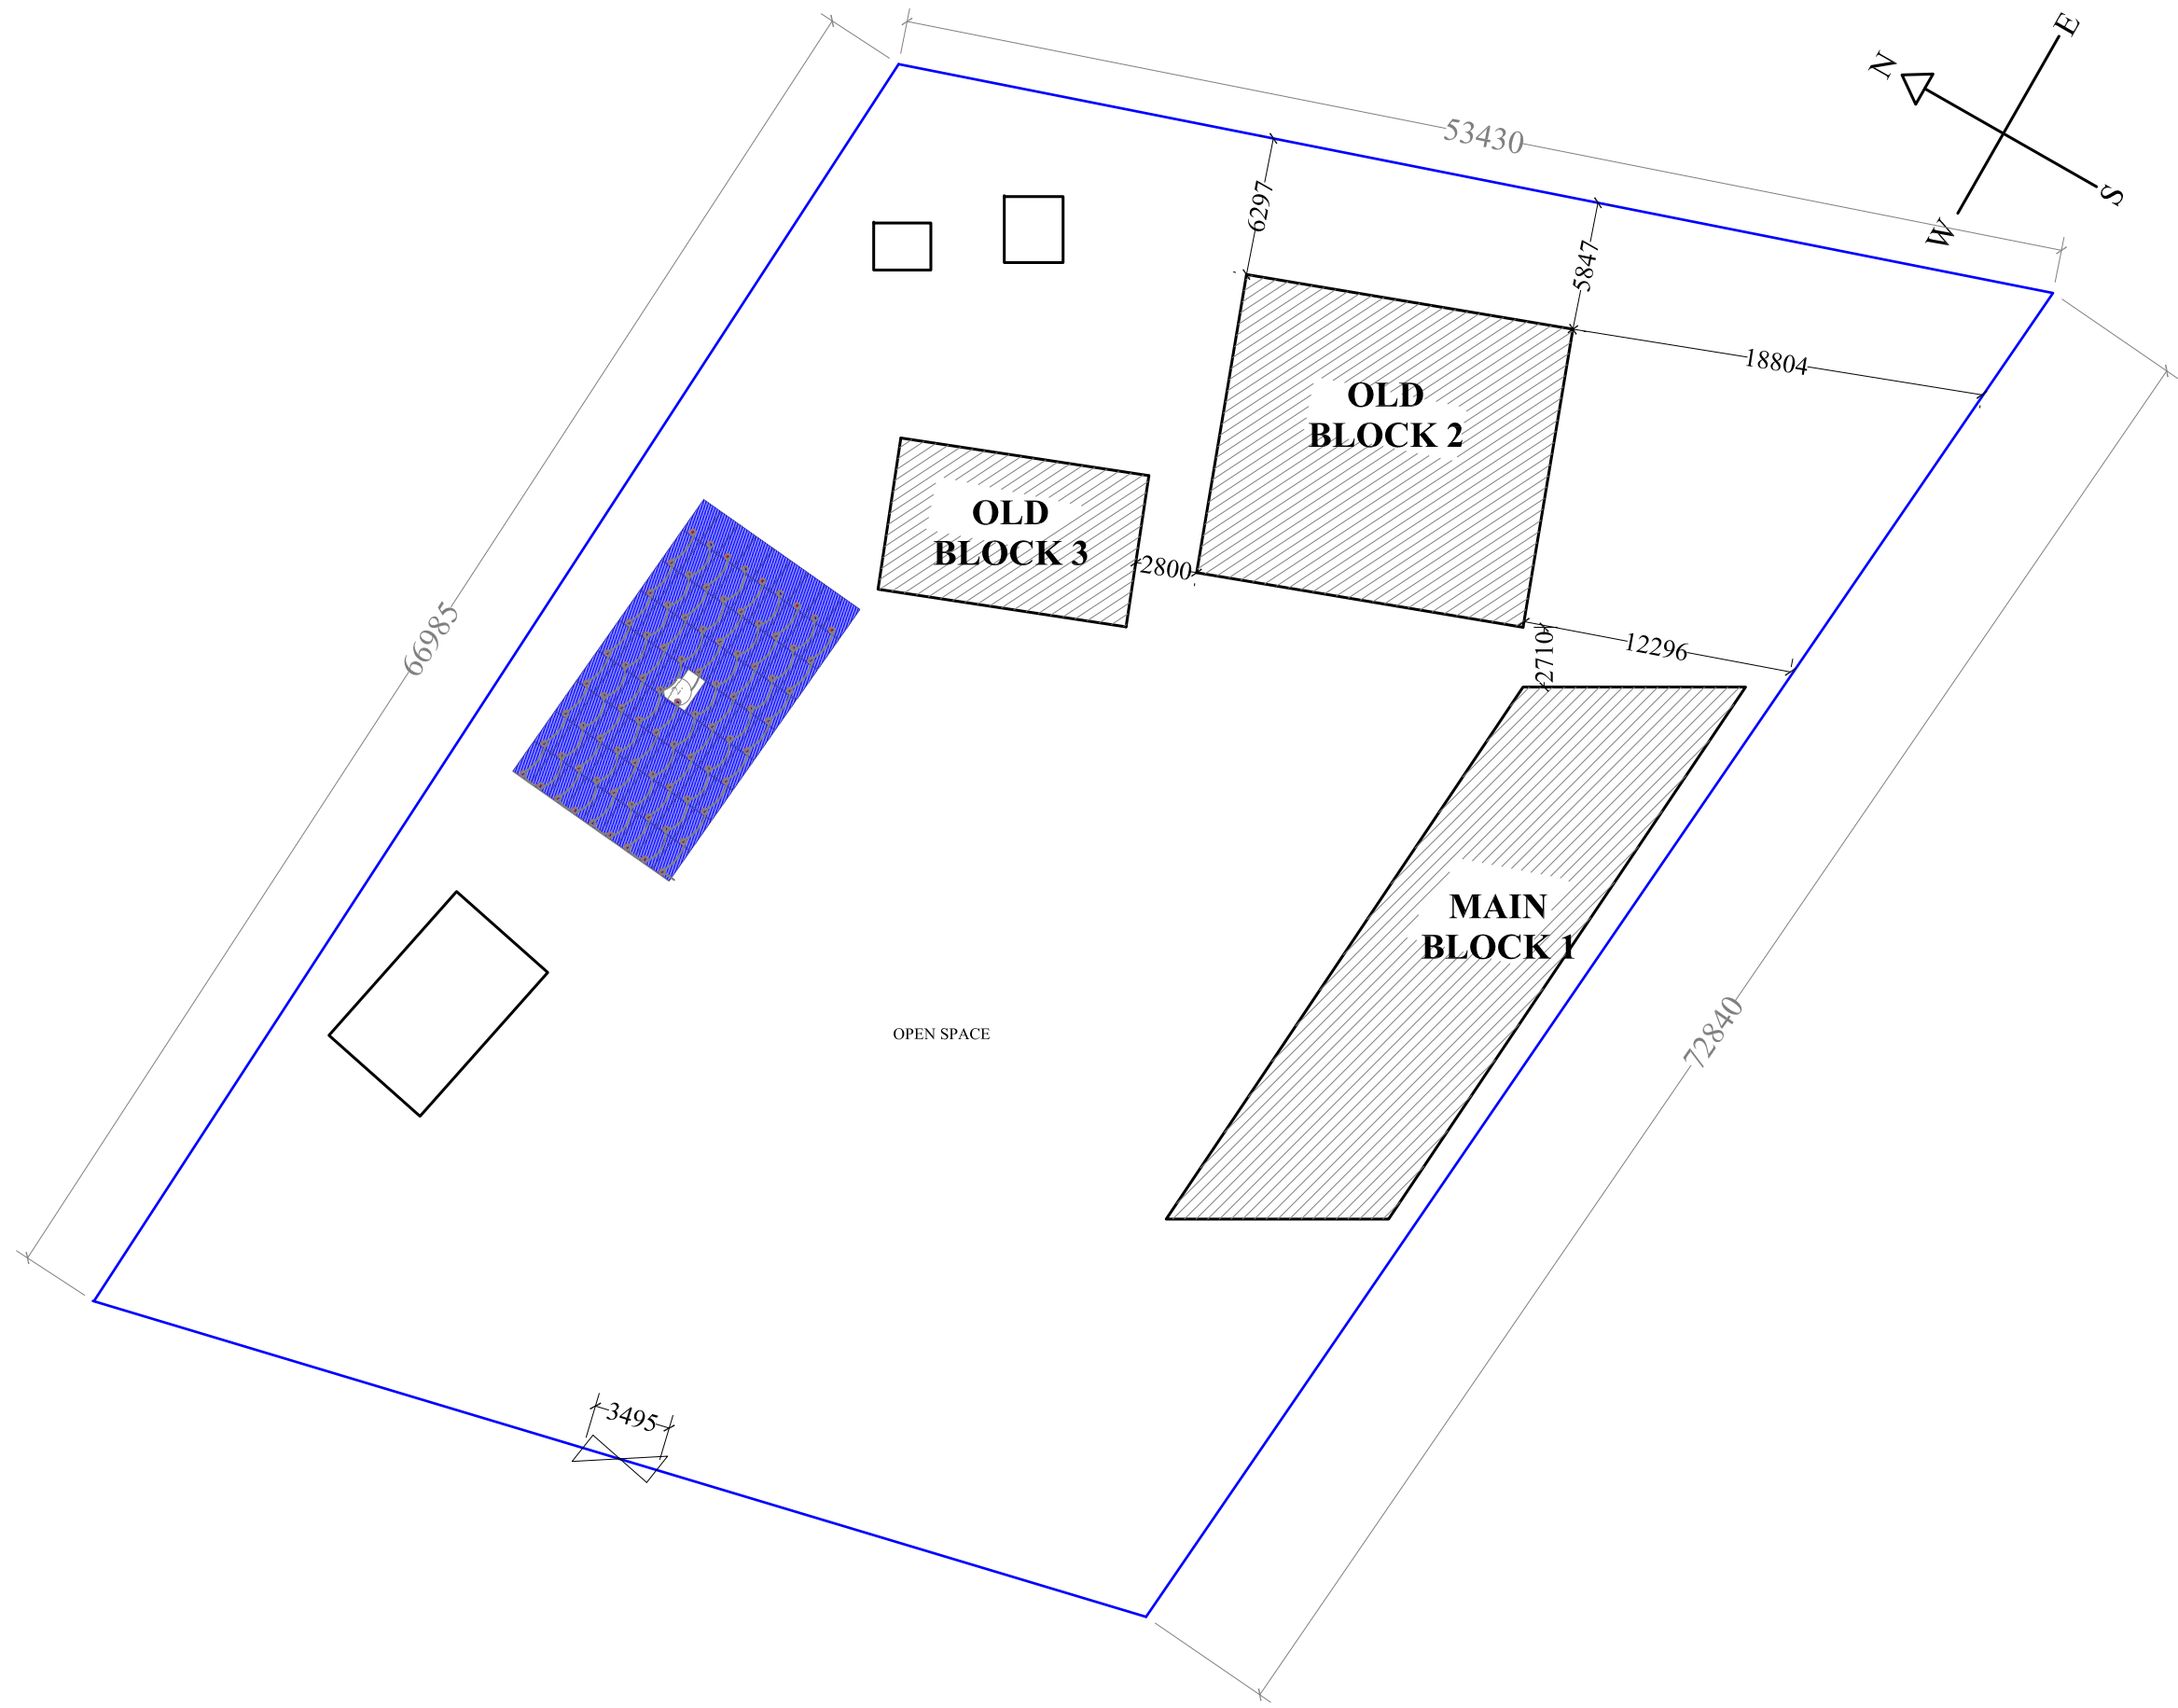 E
N
53430
S
6297
W
5847
18804
OLD
BLOCK 2
OLD
BLOCK 3
2800
66985
2710
12296
MAIN
BLOCK 1
72840
OPEN SPACE
3495